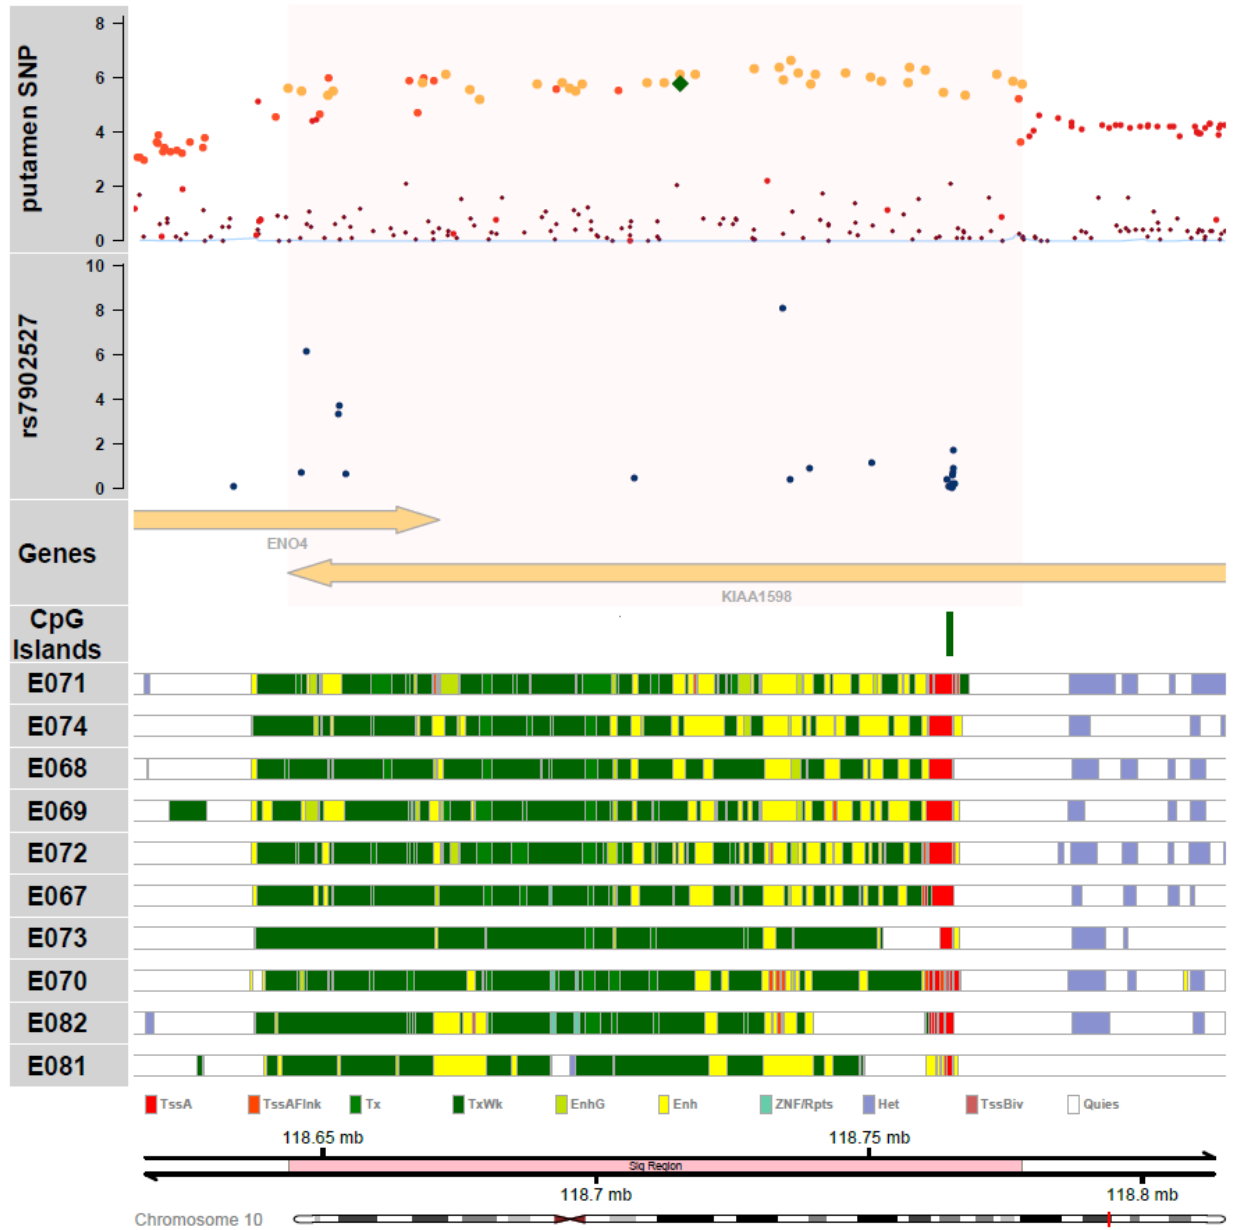 putamen SNP
8
6
4
2
0
rs7902527
10
8
6
4
2
0
Genes
ENO4
KIAA1598
CpG
Islands
E071
E074
E068
E069
E072
E067
E073
E070
E082
E081
TssA TssAFlnk Tx TxWk EnhG Enh ZNF/Rpts Het TssBiv Quies
118.65 mb 118.75 mb
Sig Region
118.7 mb 118.8 mb
Chromosome 10